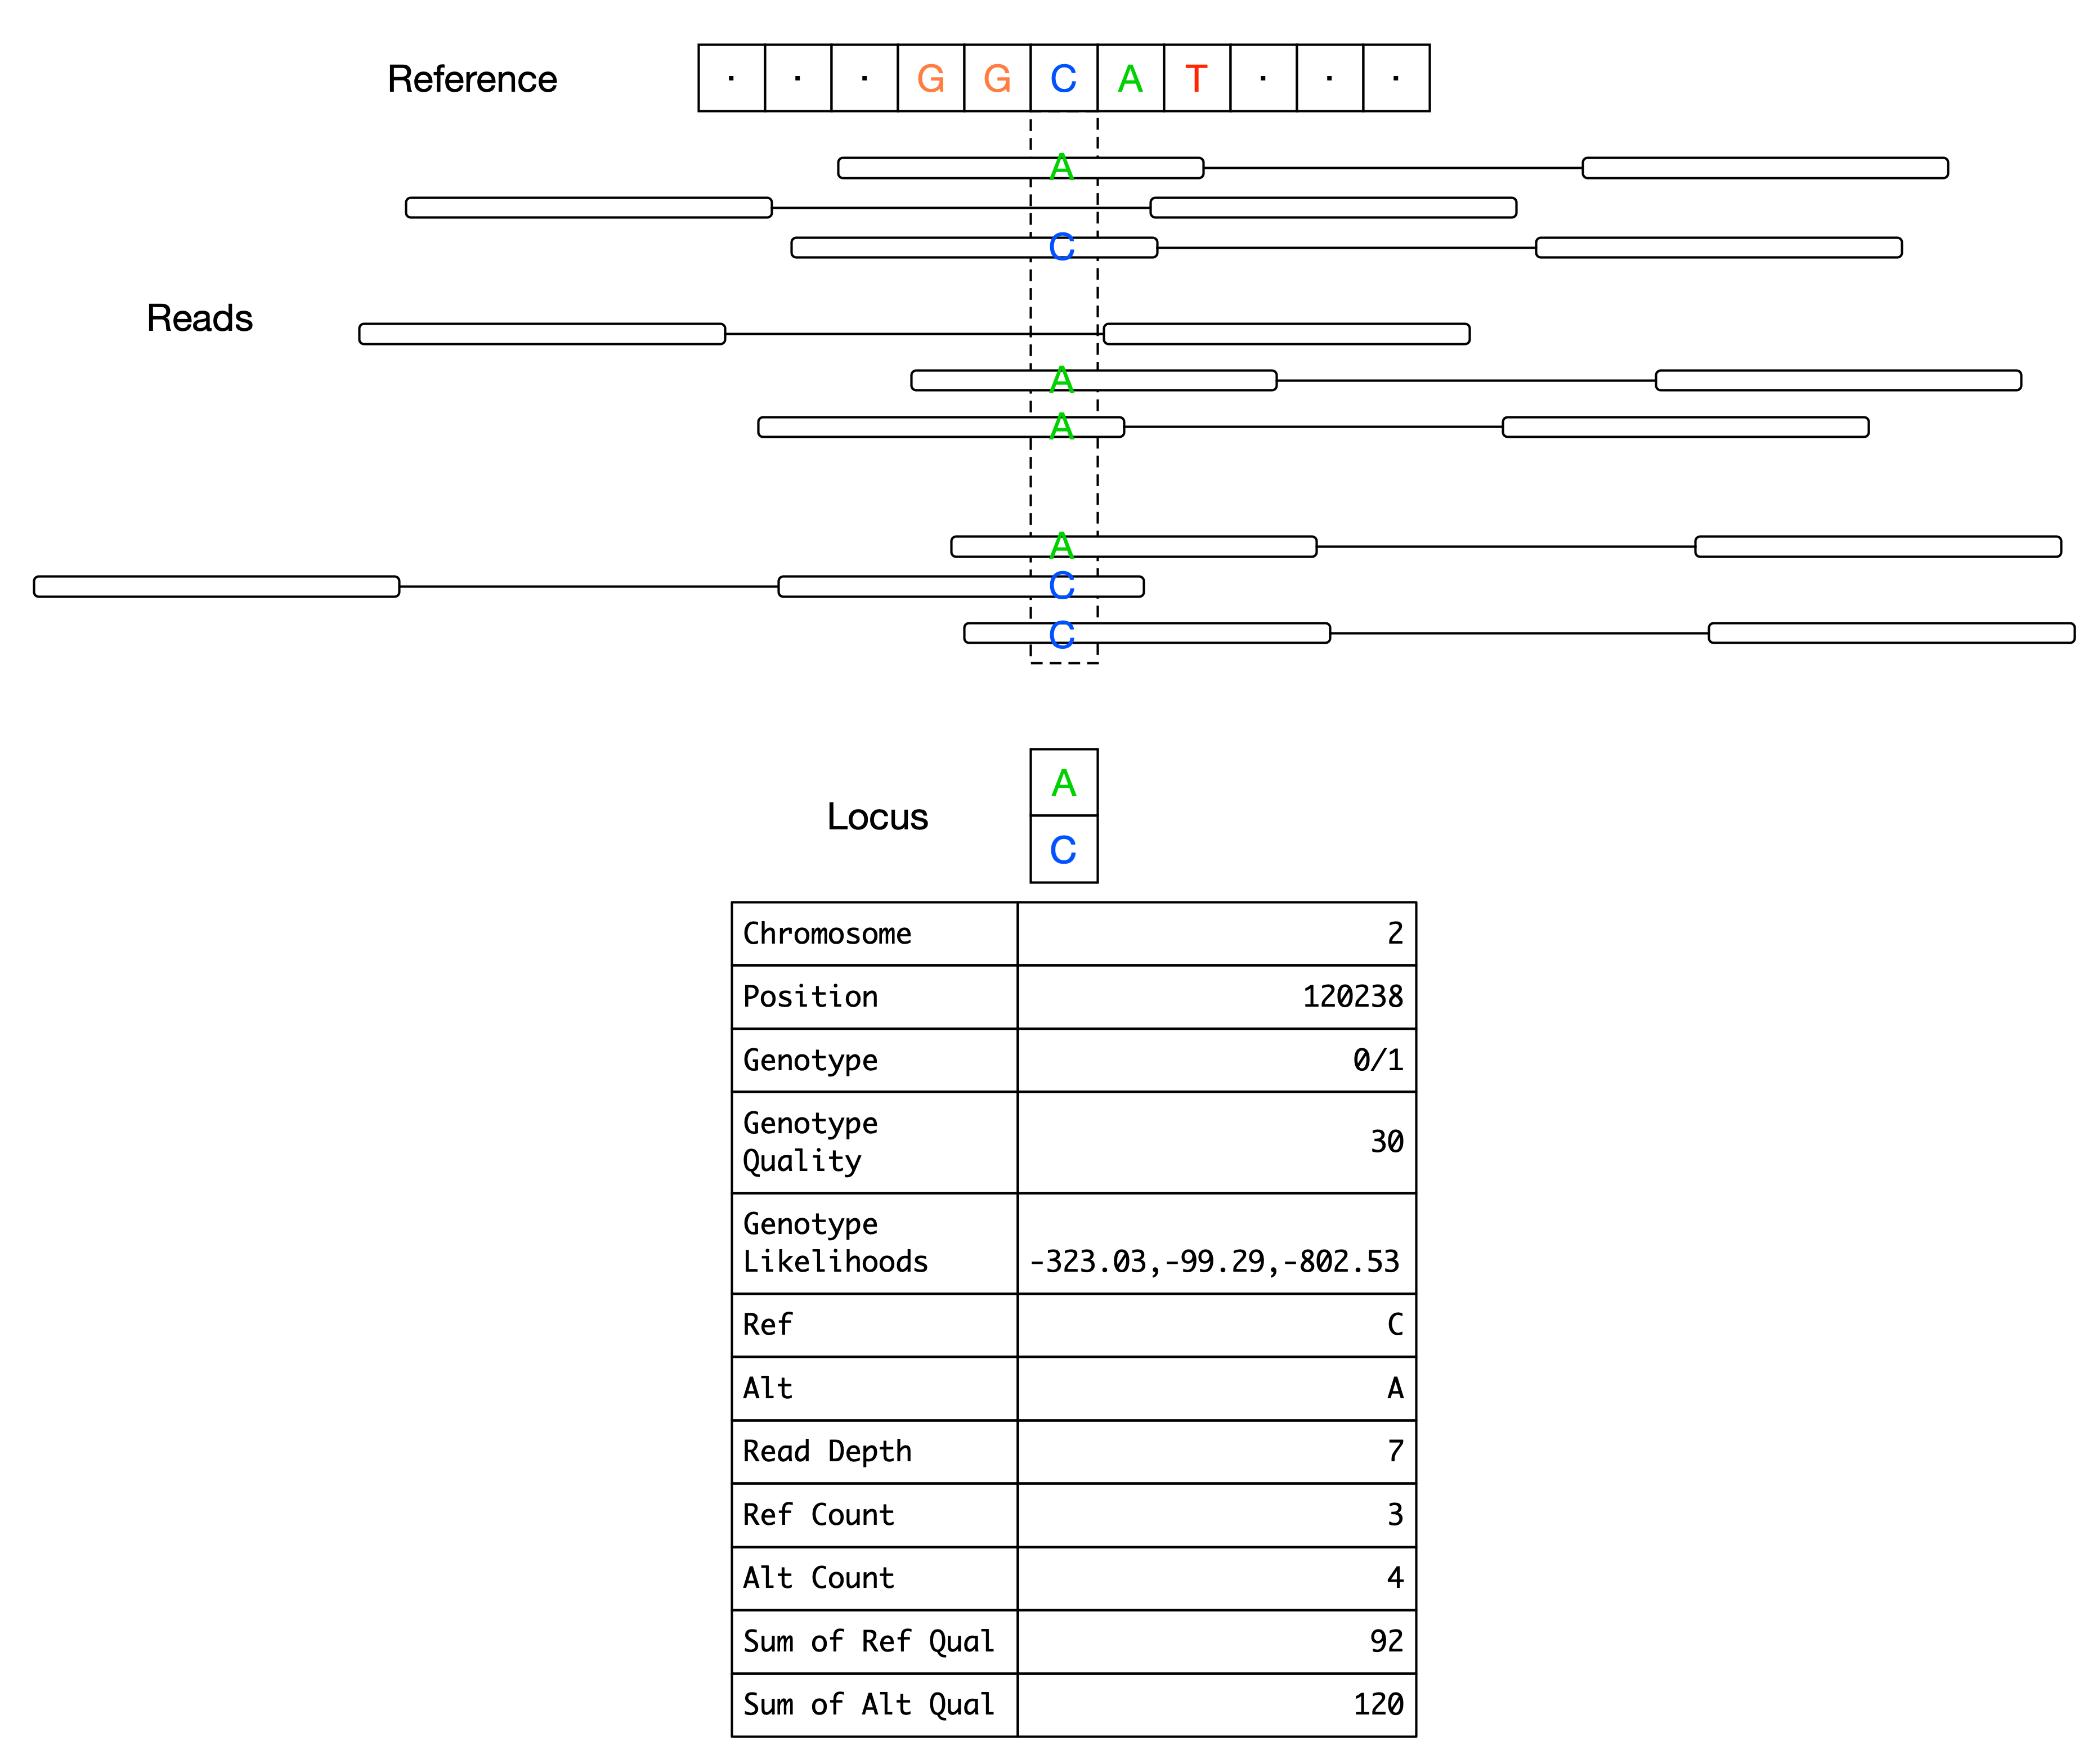 Reference · · · G G C A T · · ·
A
C
Reads
A
A
A
C
C
A
Locus
C
Chromosome 2
Position 120238
Genotype 0/1
Genotype
Quality 30
Genotype
Likelihoods -323.03,-99.29,-802.53
Ref C
Alt A
Read Depth 7
Ref Count 3
Alt Count 4
Sum of Ref Qual 92
Sum of Alt Qual 120